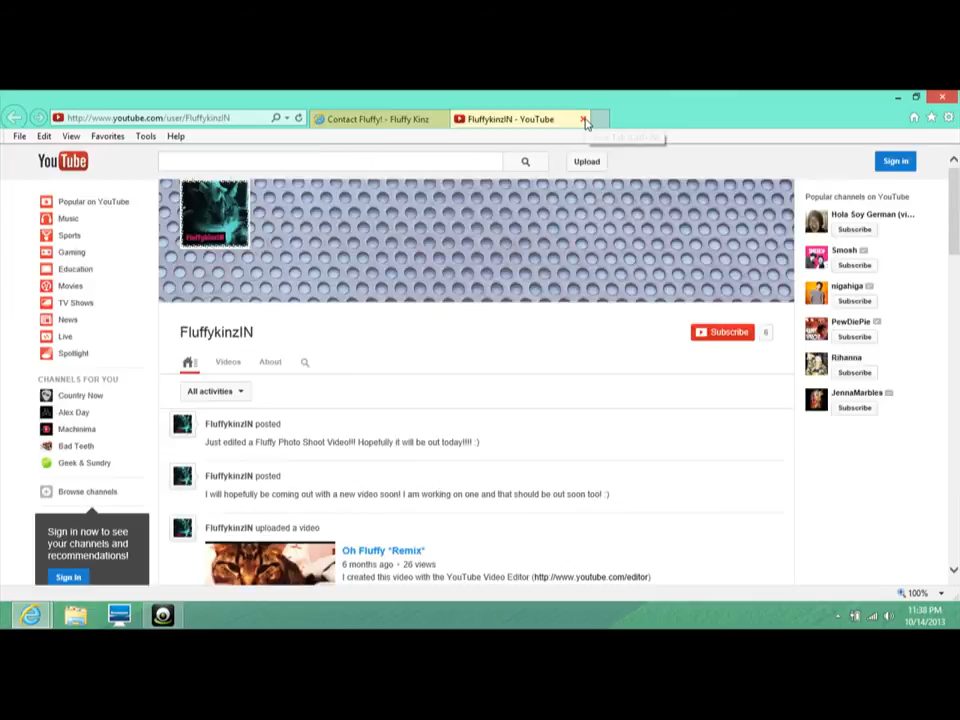 http://www.youtube.com/user/FluffykinzIN
Contact Fluffy! - Fluffy Kinz
FluffykinzIN - YouTube
File Edit View Favorites Tools Help
YouTube
Upload
Sign in
Popular on YouTube
Music
Sports
Gaming
Education
Movies
TV Shows
News
Live
Spotlight
CHANNELS FOR YOU
Country Now
Alex Day
Machinima
Bad Teeth
Geek & Sundry
Browse channels
Sign in now to see
your channels and
recommendations!
Sign In
FluffykinzIN
FluffykinzIN
Subscribe 6
Videos About
All activities
FluffykinzIN posted
Just edited a Fluffy Photo Shoot Video!!! Hopefully it will be out today!!!! :)
FluffykinzIN posted
I will hopefully be coming out with a new video soon! I am working on one and that should be out soon too! :)
FluffykinzIN uploaded a video
Oh Fluffy *Remix*
6 months ago • 26 views
I created this video with the YouTube Video Editor (http://www.youtube.com/editor)
Popular channels on YouTube
Hola Soy German (vi...
Subscribe
Smosh
Subscribe
nigahiga
Subscribe
PewDiePie
Subscribe
Rihanna
Subscribe
JennaMarbles
Subscribe
100%
11:38 PM
10/14/2013